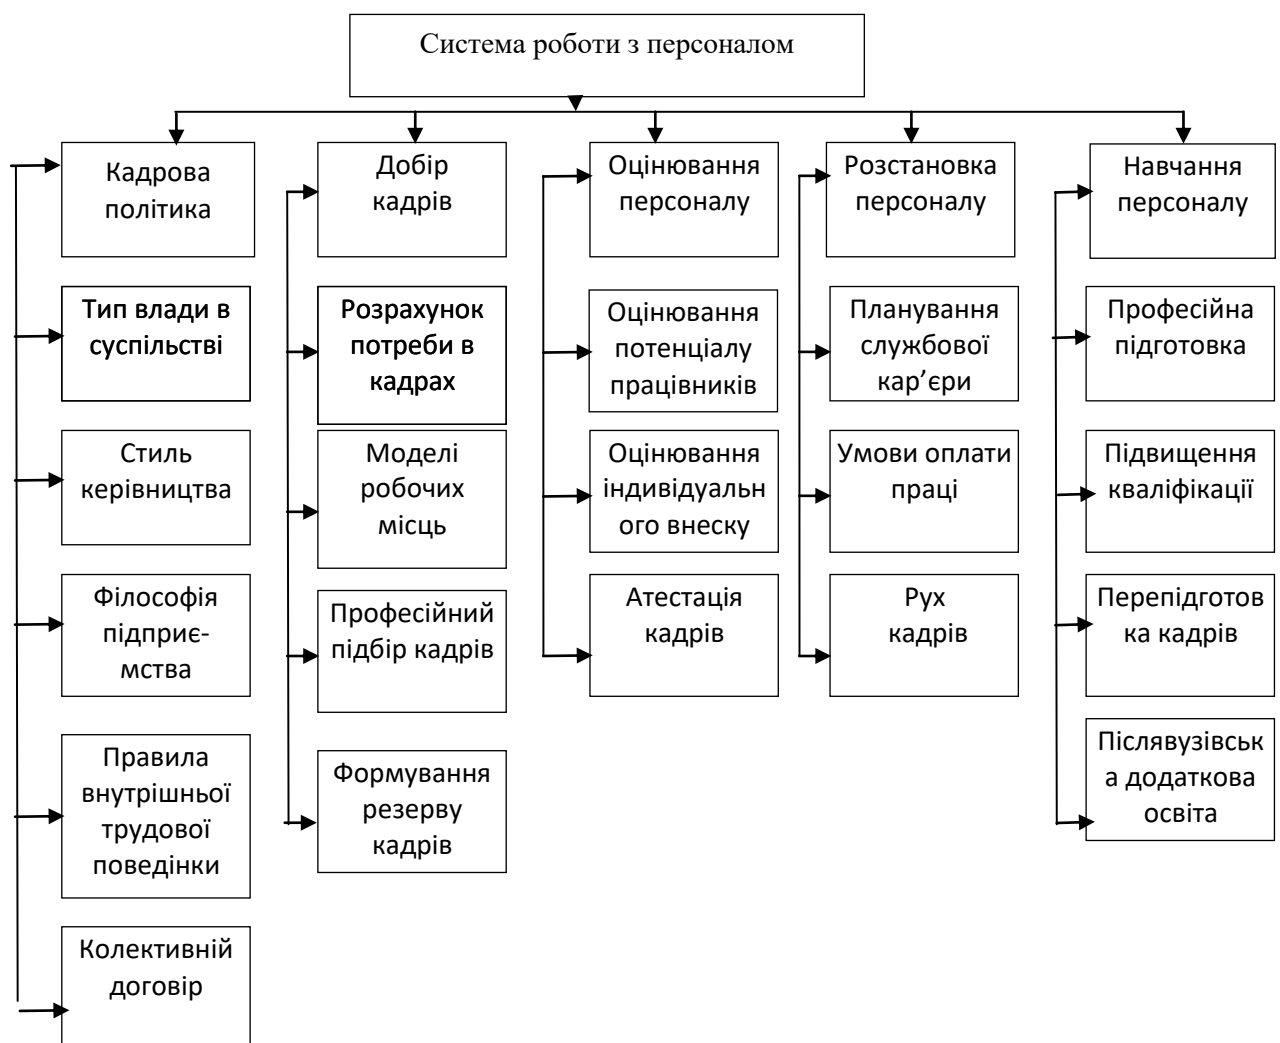 Система роботи з персоналом
Кадрова
політика
Тип влади в
суспільстві
Стиль
керівництва
Філософія
підприє-
мства
Правила
внутрішньої
трудової
поведінки
Колективній
договір
Добір
кадрів
Розрахунок
потреби в
кадрах
Моделі
робочих
місць
Професійний
підбір кадрів
Формування
резерву
кадрів
Оцінювання
персоналу
Оцінювання
потенціалу
працівників
Оцінювання
індивідуальн
ого внеску
Атестація
кадрів
Розстановка
персоналу
Планування
службової
кар’єри
Умови оплати
праці
Рух
кадрів
Навчання
персоналу
Професійна
підготовка
Підвищення
кваліфікації
Перепідготов
ка кадрів
Післявузівськ
а додаткова
освіта